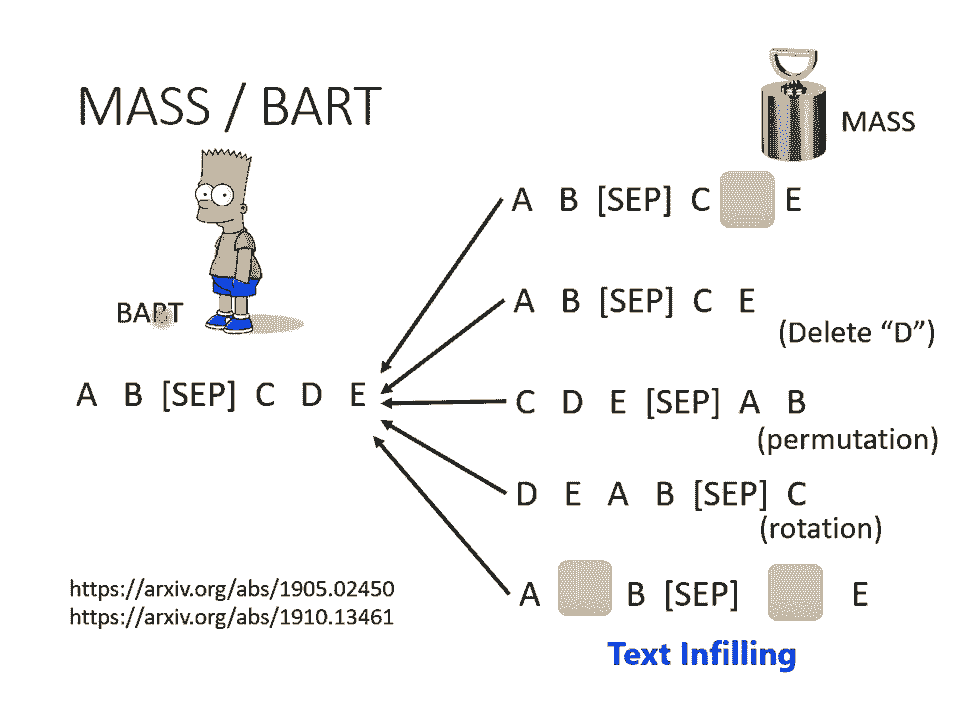 MASS / BART
MASS
A B [SEP] C E
A B [SEP] C E
(Delete “D”)
BART
A B [SEP] C D E
C D E [SEP] A B
(permutation)
D E A B [SEP] C
(rotation)
A B [SEP] E
Text Infilling
https://arxiv.org/abs/1905.02450
https://arxiv.org/abs/1910.13461